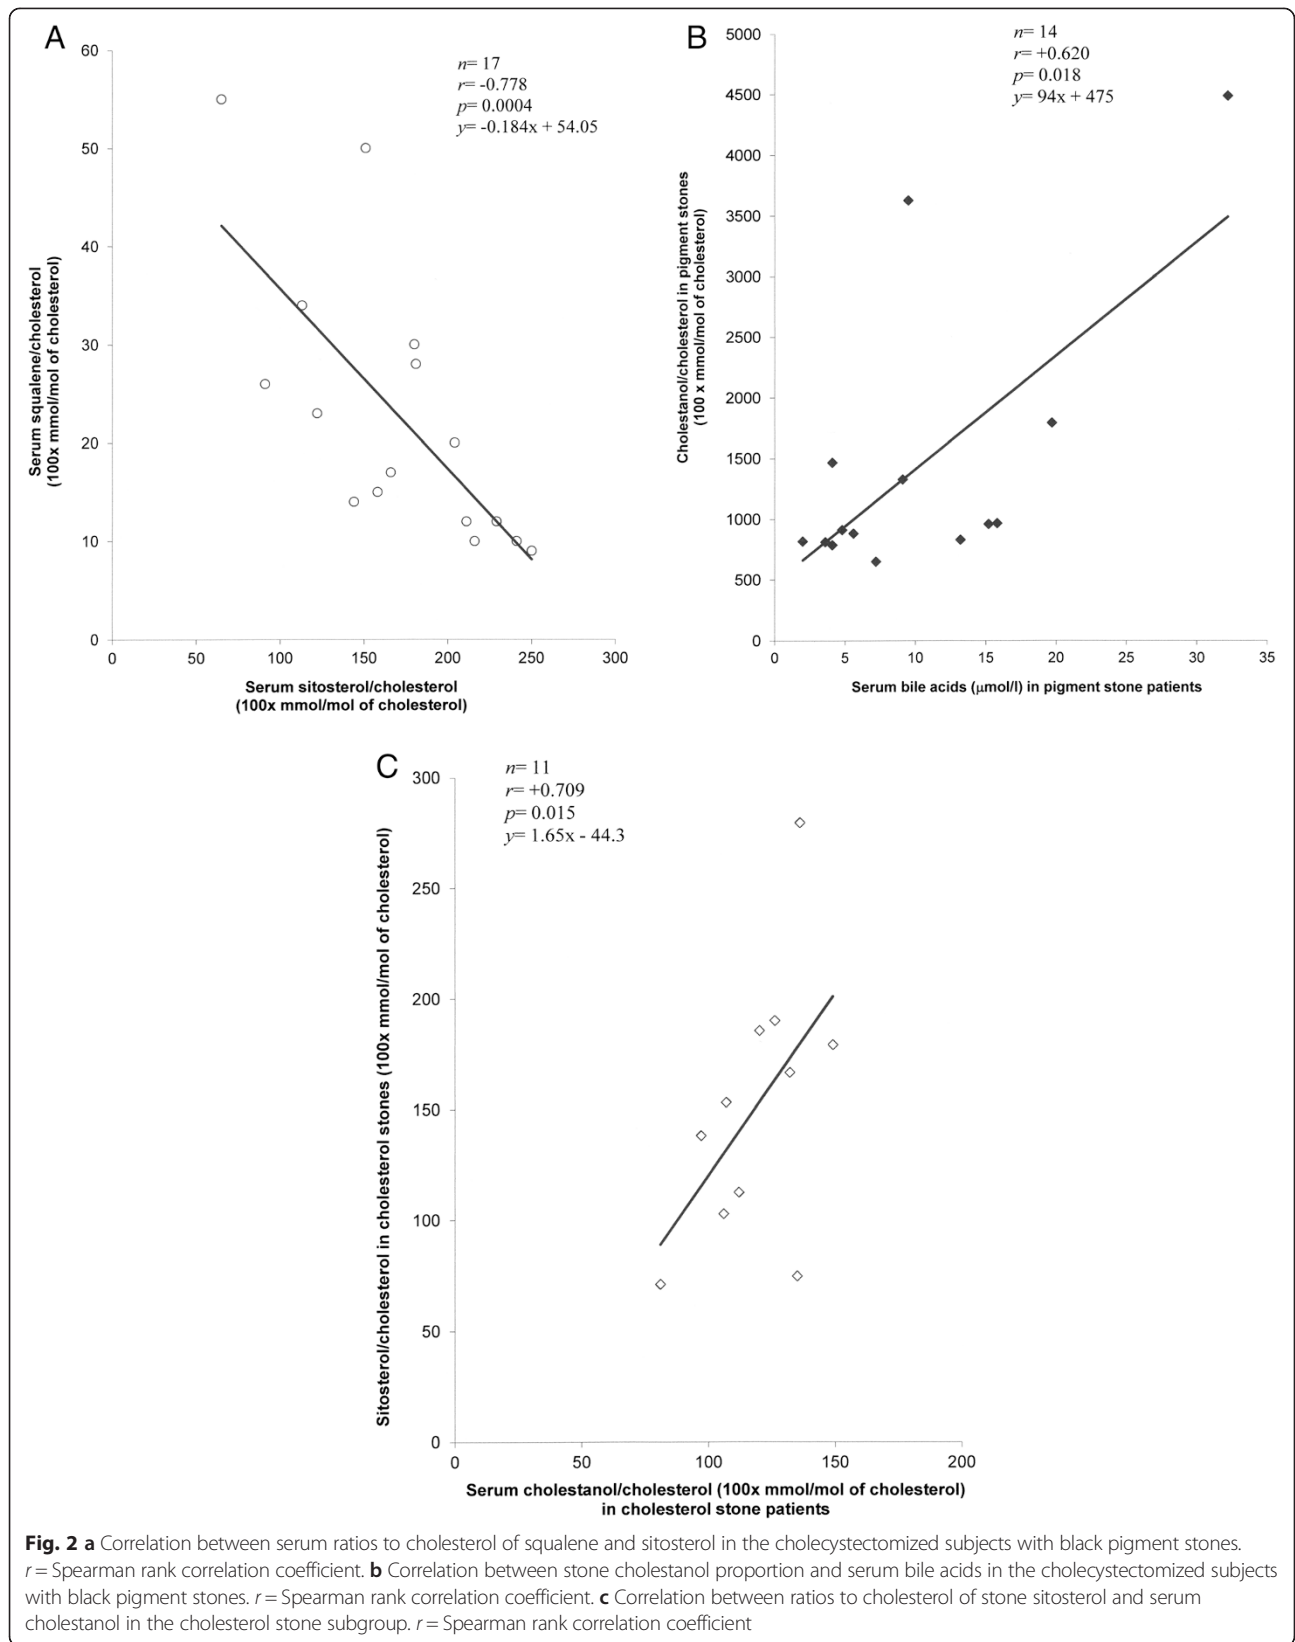 A
n= 17
r= -0.778
p= 0.0004
y= -0.184x + 54.05
60
50
40
30
20
10
0
Serum squalene/cholesterol
(100x mmol/mol of cholesterol)
0 50 100 150 200 250 300
Serum sitosterol/cholesterol
(100x mmol/mol of cholesterol)
B
n= 14
r= +0.620
p= 0.018
y= 94x + 475
5000
4500
4000
3500
3000
2500
2000
1500
1000
500
0
Cholestanol/cholesterol in pigment stones
(100 x mmol/mol of cholesterol)
0 5 10 15 20 25 30 35
Serum bile acids (μmol/l) in pigment stone patients
C
n= 11
r= +0.709
p= 0.015
y= 1.65x - 44.3
300
250
200
150
100
50
0
Sitosterol/cholesterol in cholesterol stones (100x mmol/mol of cholesterol)
0 50 100 150 200
Serum cholestanol/cholesterol (100x mmol/mol of cholesterol)
in cholesterol stone patients
Fig. 2 a Correlation between serum ratios to cholesterol of squalene and sitosterol in the cholecystectomized subjects with black pigment stones.
r = Spearman rank correlation coefficient. b Correlation between stone cholestanol proportion and serum bile acids in the cholecystectomized subjects
with black pigment stones. r = Spearman rank correlation coefficient. c Correlation between ratios to cholesterol of stone sitosterol and serum
cholestanol in the cholesterol stone subgroup. r = Spearman rank correlation coefficient